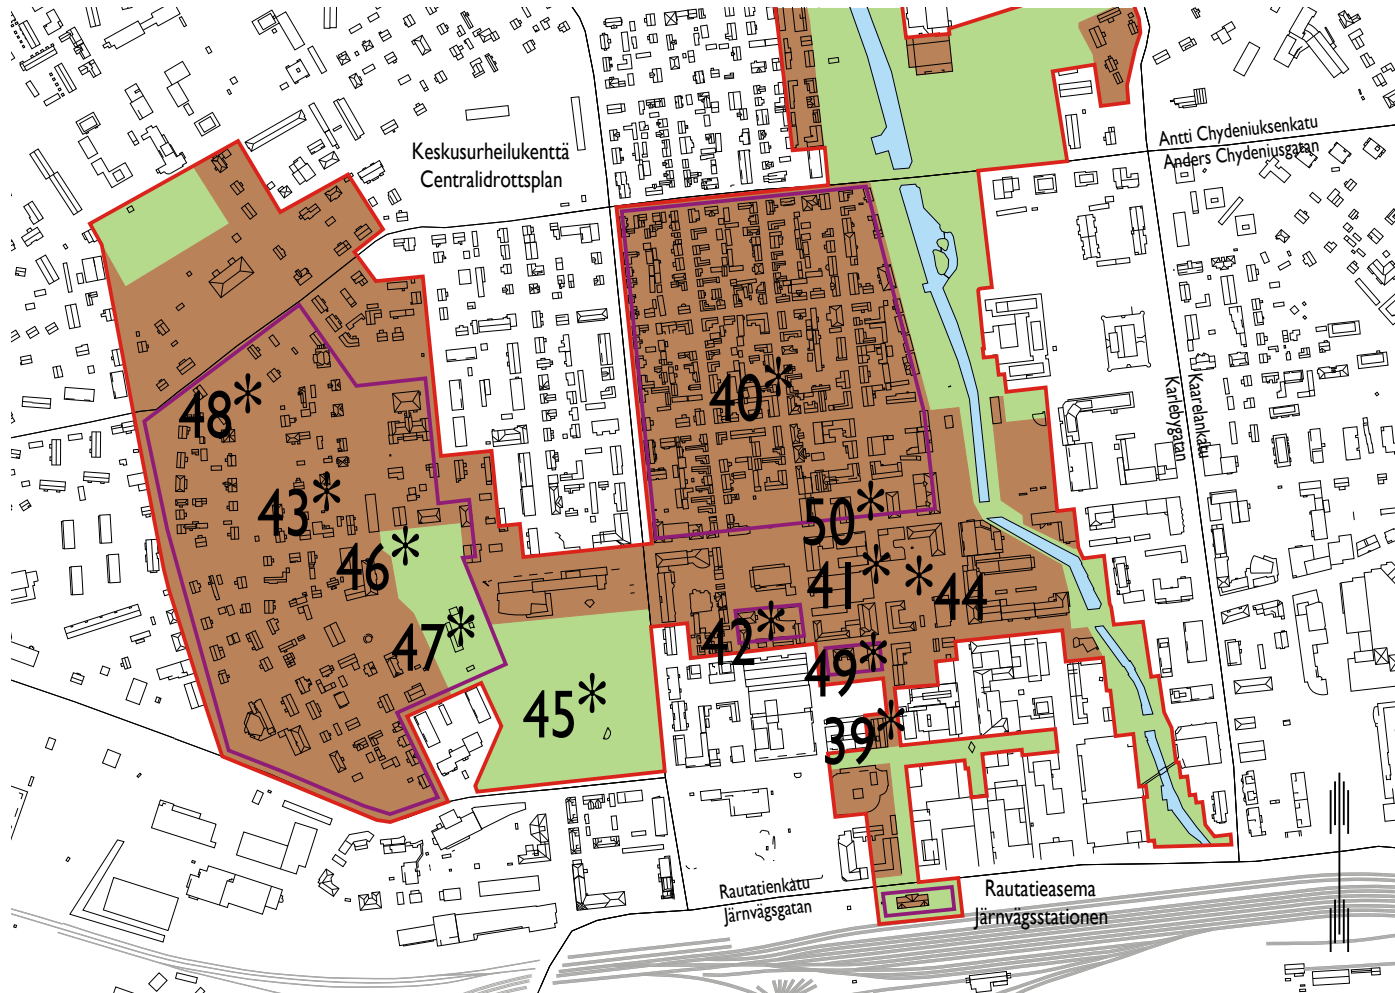 Antti Chydeniuksenkatu
Anders Chydeniusgatan
Keskusurheilukenttä
Centralidrottsplan
Kaarelankatu
Karlebygatan
48*
40*
43*
50*
46*
41*
*44
47*
42*
49*
45*
39*
Rautatienkatu
Järnvägsgatan
Rautatieasema
Järnvägsstationen